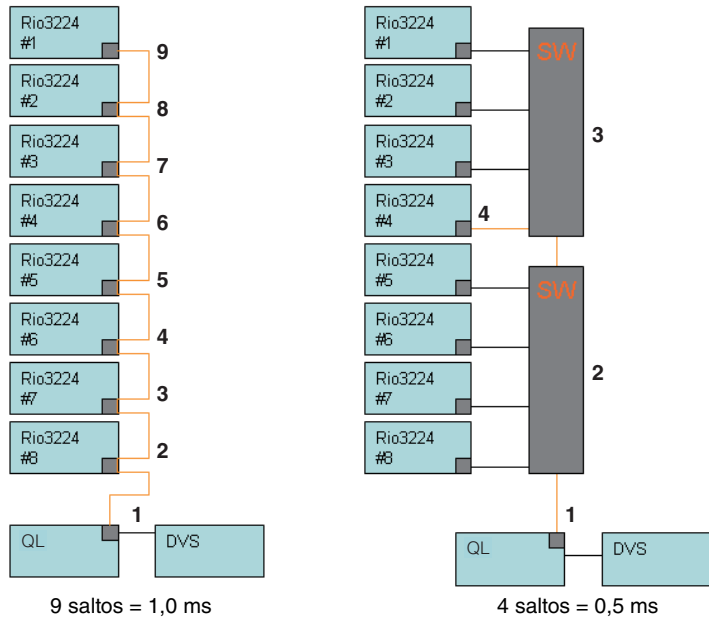 Rio3224
#1
9
Rio3224
#2
8
Rio3224
#3
7
Rio3224
#4
6
Rio3224
#5
5
Rio3224
#6
4
Rio3224
#7
3
Rio3224
#8
2
1
QL
DVS
9 saltos = 1,0 ms
Rio3224
#1
SW
Rio3224
#2
3
Rio3224
#3
Rio3224
#4
4
Rio3224
#5
SW
Rio3224
#6
2
Rio3224
#7
Rio3224
#8
1
QL
DVS
4 saltos = 0,5 ms